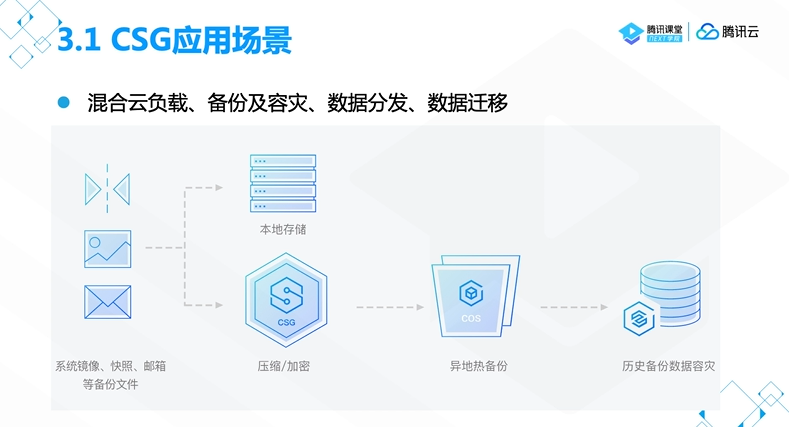 3.1 CSG应用场景
腾讯课堂
NEXT学院
腾讯云
混合云负载、备份及容灾、数据分发、数据迁移
本地存储
CSG
COS
系统镜像、快照、邮箱
等备份文件
压缩/加密
异地热备份
历史备份数据容灾